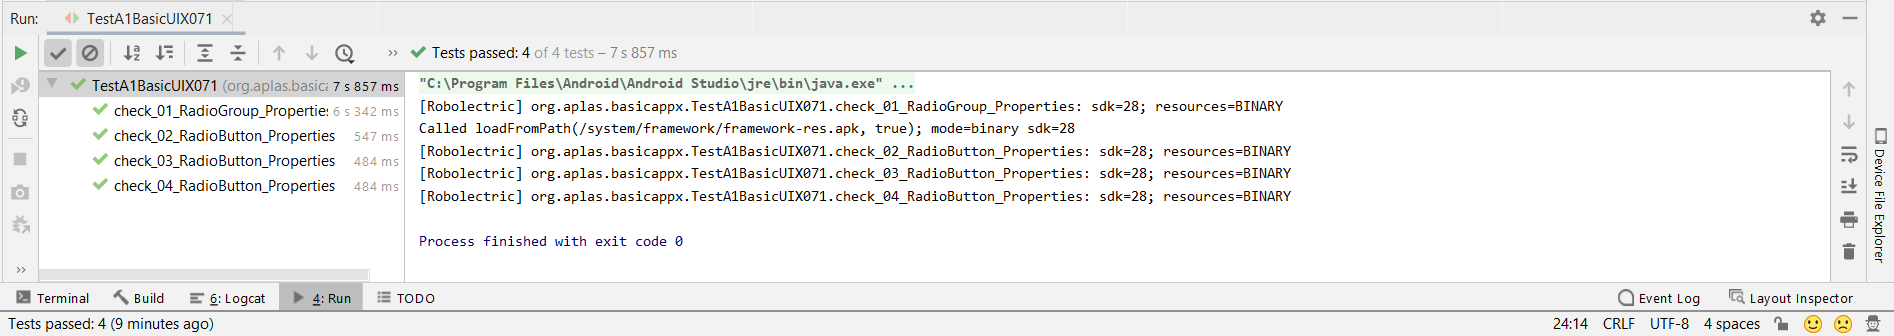 Run: TestA1BasicUIX071
» Tests passed: 4 of 4 tests – 7 s 857 ms
TestA1BasicUIX071 (org.aplas.basica 7 s 857 ms
check_01_RadioGroup_Properties: 6 s 342 ms
check_02_RadioButton_Properties 547 ms
check_03_RadioButton_Properties 484 ms
check_04_RadioButton_Properties 484 ms
"C:\Program Files\Android\Android Studio\jre\bin\java.exe" ...
[Robolectric] org.aplas.basicappx.TestA1BasicUIX071.check_01_RadioGroup_Properties: sdk=28; resources=BINARY
Called loadFromPath(/system/framework/framework-res.apk, true); mode=binary sdk=28
[Robolectric] org.aplas.basicappx.TestA1BasicUIX071.check_02_RadioButton_Properties: sdk=28; resources=BINARY
[Robolectric] org.aplas.basicappx.TestA1BasicUIX071.check_03_RadioButton_Properties: sdk=28; resources=BINARY
[Robolectric] org.aplas.basicappx.TestA1BasicUIX071.check_04_RadioButton_Properties: sdk=28; resources=BINARY
Process finished with exit code 0
Device File Explorer
»
Terminal Build 6: Logcat 4: Run TODO Event Log Layout Inspector
Tests passed: 4 (9 minutes ago) 24:14 CRLF UTF-8 4 spaces